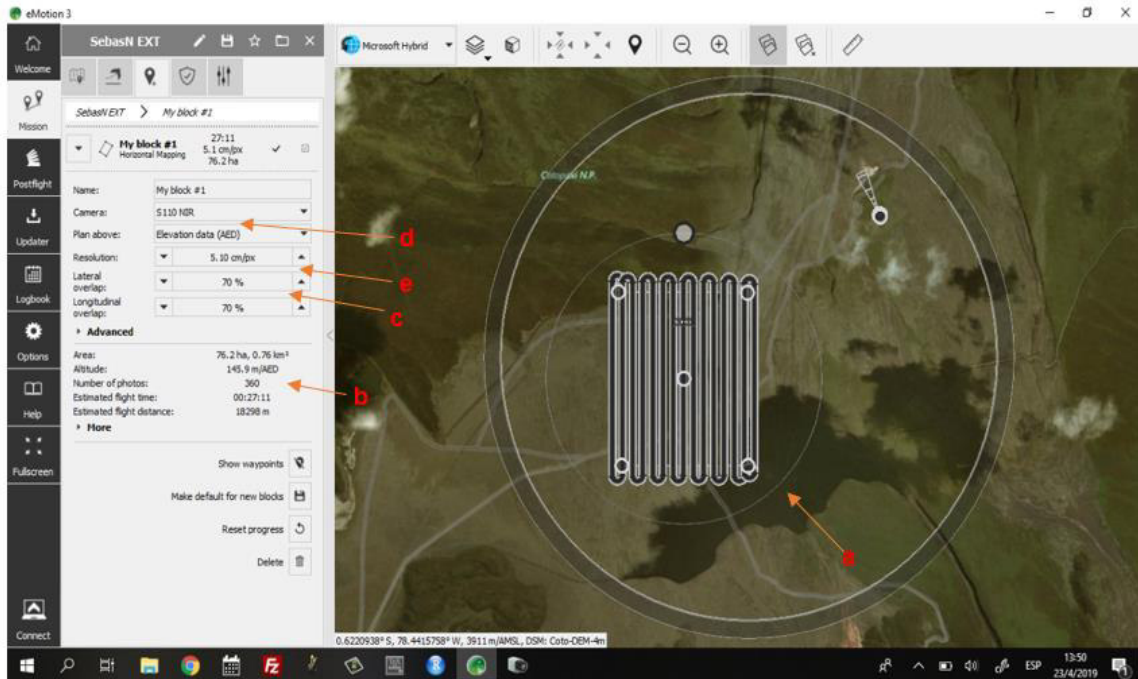 eMotion 3
Welcome
Mission
Postflight
Updater
Logbook
Options
Help
Fullscreen
Connect
SebasN EXT
SebasN EXT > My block #1
My block #1
Horizontal Mapping
27:11
5.1 cm/px
76.2 ha
Name: My block #1
Camera: S110 NIR
Plan above: Elevation data (AED)
Resolution: 5.10 cm/px
Lateral
overlap: 70 %
Longitudinal
overlap: 70 %
Advanced
Area: 76.2 ha, 0.76 km²
Altitude: 145.9 m/AED
Number of photos: 360
Estimated flight time: 00:27:11
Estimated flight distance: 18298 m
More
Show waypoints
Make default for new blocks
Reset progress
Delete
d
e
c
b
Microsoft Hybrid
N.P.
a
0.6220938° S, 78.4415758° W, 3911 m/AMSL, DSM: Coto-DEM-4m
ESP
13:50
23/4/2019